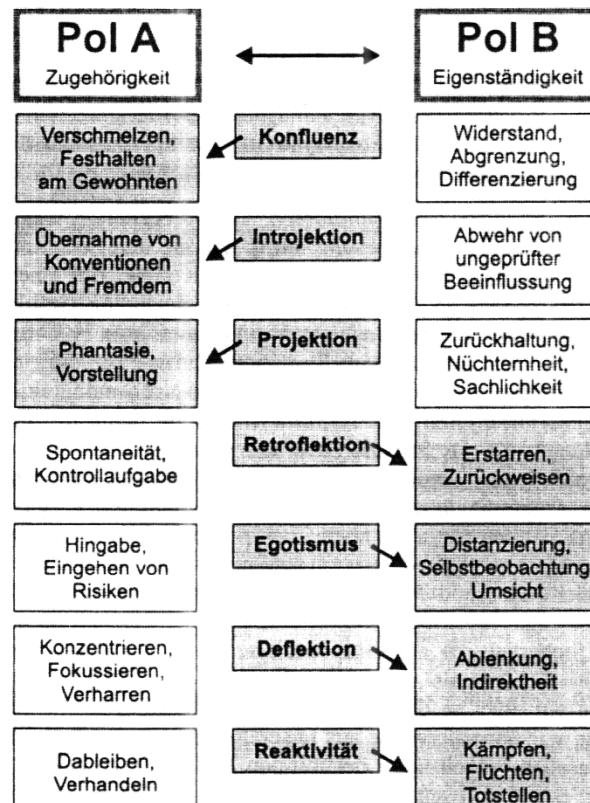 Pol A
Zugehörigkeit
Pol B
Eigenständigkeit
Verschmelzen,
Festhalten
am Gewohnten
Konfluenz
Widerstand,
Abgrenzung,
Differenzierung
Übernahme von
Konventionen
und Fremdem
Introjektion
Abwehr von
ungeprüfter
Beeinflussung
Phantasie,
Vorstellung
Projektion
Zurückhaltung,
Nüchternheit,
Sachlichkeit
Spontaneität,
Kontrollaufgabe
Retroflektion
Erstarren,
Zurückweisen
Hingabe,
Eingehen von
Risiken
Egotismus
Distanzierung,
Selbstbeobachtung
Umsicht
Konzentrieren,
Fokussieren,
Verharren
Deflektion
Ablenkung,
Indirektheit
Dableiben,
Verhandeln
Reaktivität
Kämpfen,
Flüchten,
Totstellen